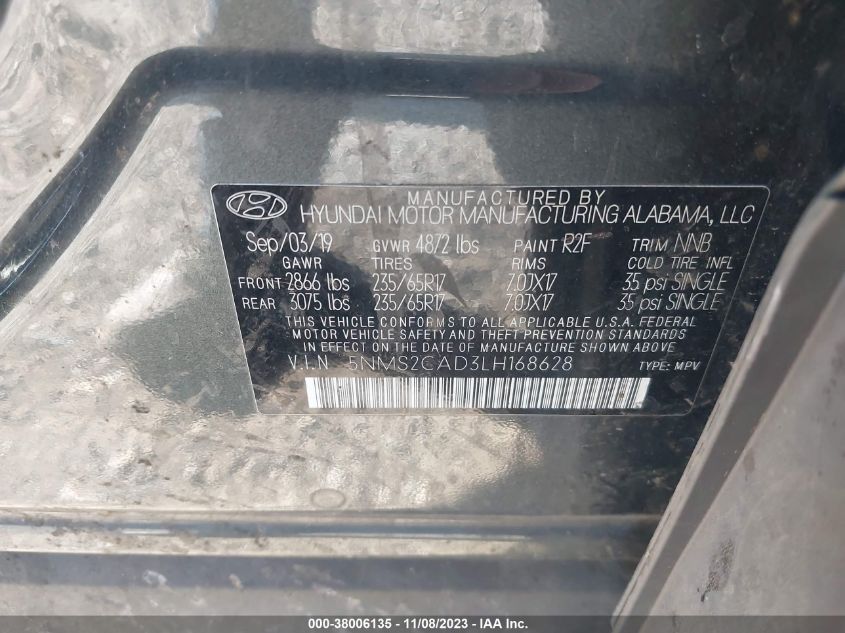 MANUFACTURED BY
HYUNDAI MOTOR MANUFACTURING ALABAMA, LLC
Sep/03/19 GVWR 4872 lbs PAINT R2F TRIM NNB
GAWR TIRES RIMS COLD TIRE INFL
FRONT 2866 lbs 235/65R17 7.0JX17 35 psi SINGLE
REAR 3075 lbs 235/65R17 7.0JX17 35 psi SINGLE
THIS VEHICLE CONFORMS TO ALL APPLICABLE U.S.A. FEDERAL
MOTOR VEHICLE SAFETY AND THEFT PREVENTION STANDARDS
IN EFFECT ON THE DATE OF MANUFACTURE SHOWN ABOVE
V.I.N 5NMS2CAD3LH168628 TYPE: MPV
000-38006135 - 11/08/2023 - IAA Inc.